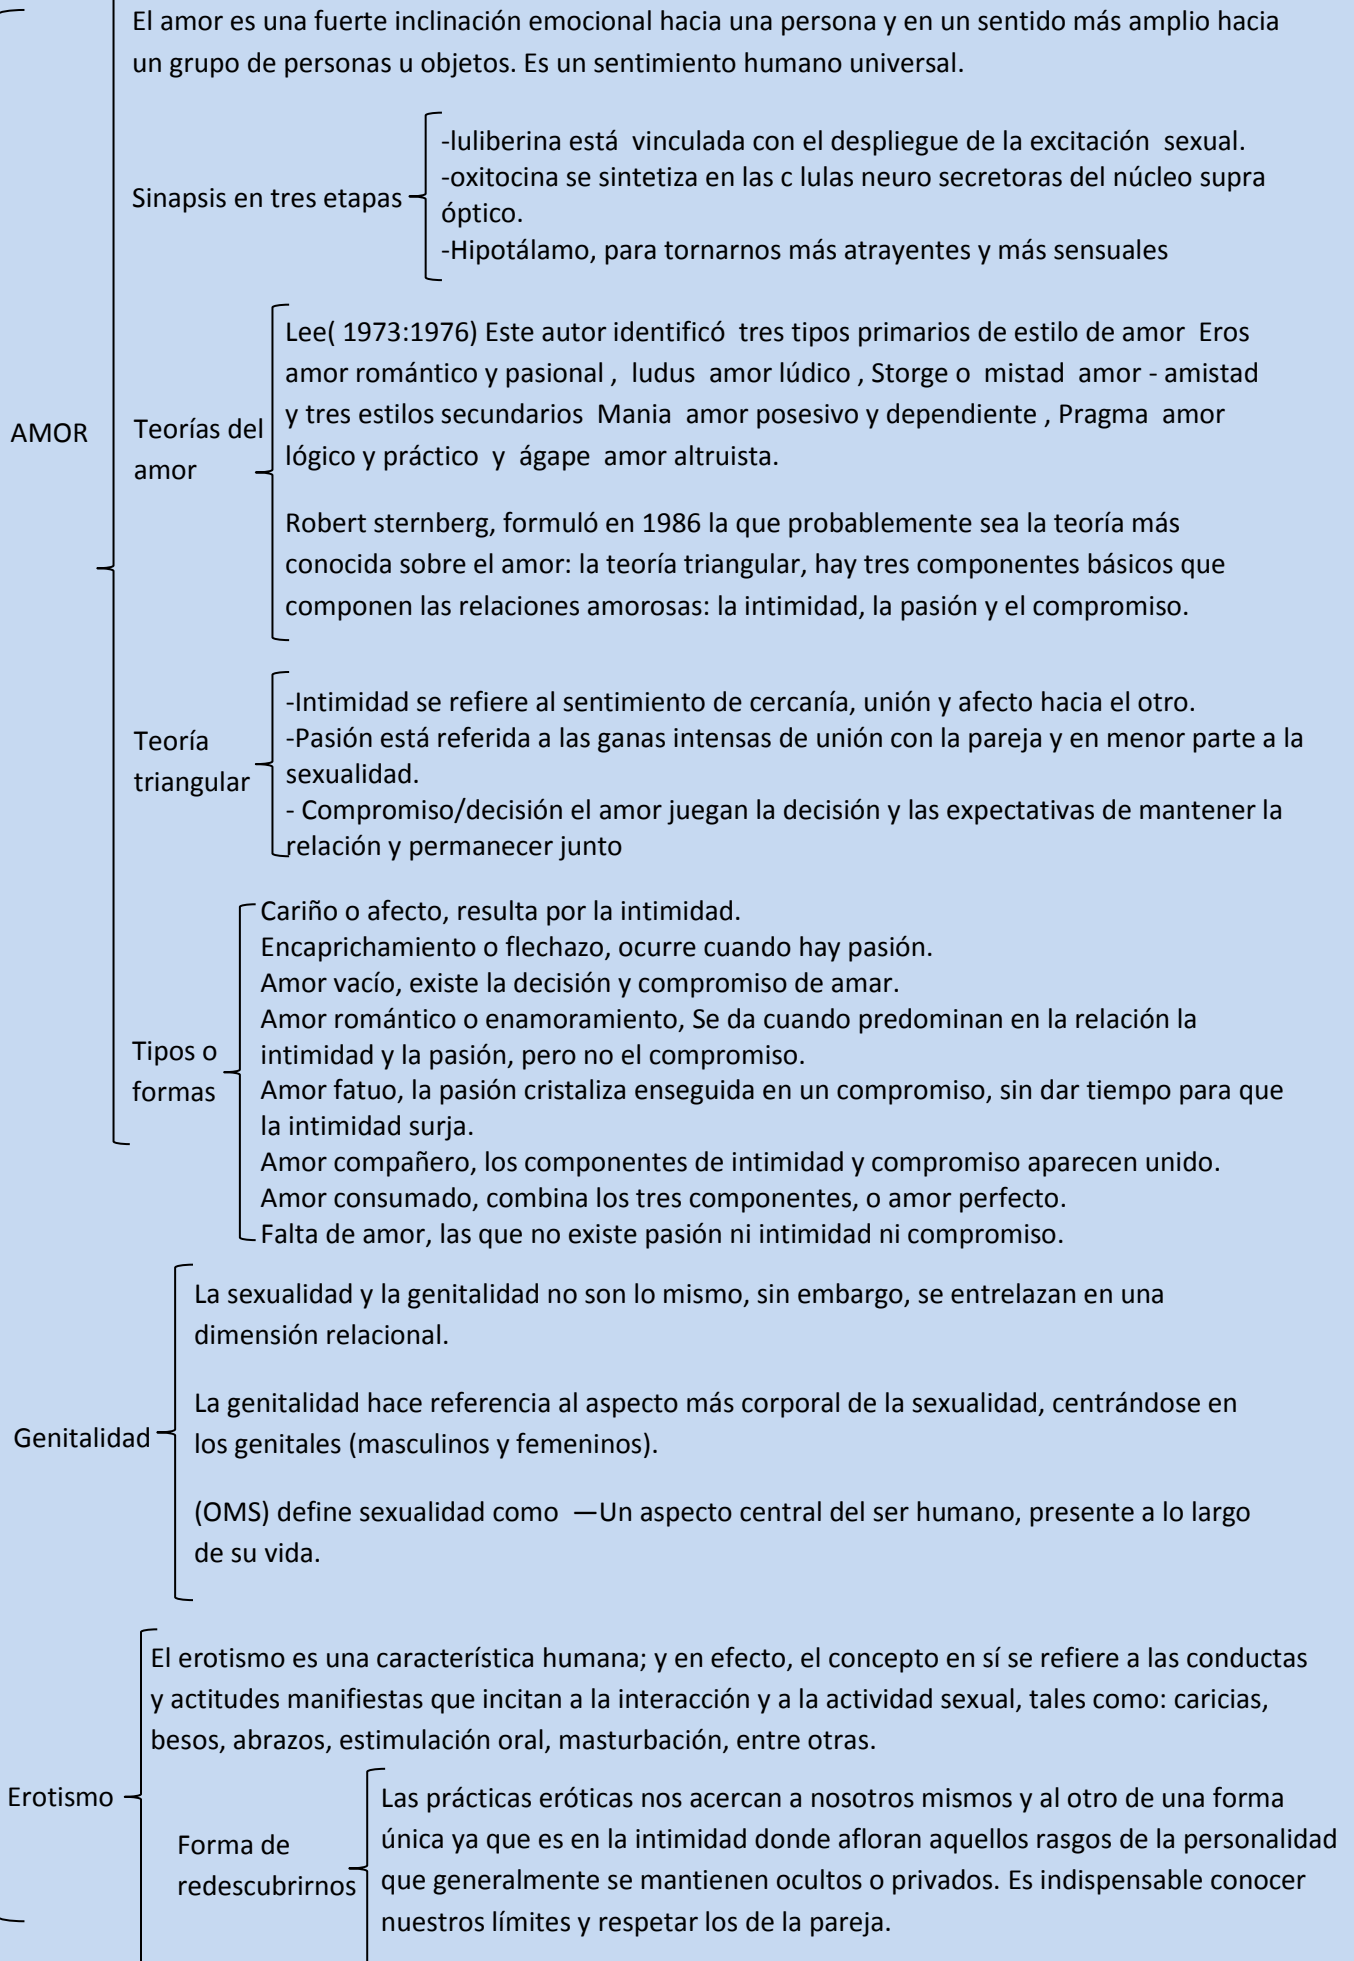 El amor es una fuerte inclinación emocional hacia una persona y en un sentido más amplio hacia
un grupo de personas u objetos. Es un sentimiento humano universal.
Sinapsis en tres etapas
-luliberina está vinculada con el despliegue de la excitación sexual.
-oxitocina se sintetiza en las c lulas neuro secretoras del núcleo supra
óptico.
-Hipotálamo, para tornarnos más atrayentes y más sensuales
AMOR
Teorías del
amor
Lee( 1973:1976) Este autor identificó tres tipos primarios de estilo de amor Eros
amor romántico y pasional , ludus amor lúdico , Storge o mistad amor - amistad
y tres estilos secundarios Mania amor posesivo y dependiente , Pragma amor
lógico y práctico y ágape amor altruista.
Robert sternberg, formuló en 1986 la que probablemente sea la teoría más
conocida sobre el amor: la teoría triangular, hay tres componentes básicos que
componen las relaciones amorosas: la intimidad, la pasión y el compromiso.
Teoría
triangular
-Intimidad se refiere al sentimiento de cercanía, unión y afecto hacia el otro.
-Pasión está referida a las ganas intensas de unión con la pareja y en menor parte a la
sexualidad.
- Compromiso/decisión el amor juegan la decisión y las expectativas de mantener la
relación y permanecer junto
Tipos o
formas
Cariño o afecto, resulta por la intimidad.
Encaprichamiento o flechazo, ocurre cuando hay pasión.
Amor vacío, existe la decisión y compromiso de amar.
Amor romántico o enamoramiento, Se da cuando predominan en la relación la
intimidad y la pasión, pero no el compromiso.
Amor fatuo, la pasión cristaliza enseguida en un compromiso, sin dar tiempo para que
la intimidad surja.
Amor compañero, los componentes de intimidad y compromiso aparecen unido.
Amor consumado, combina los tres componentes, o amor perfecto.
Falta de amor, las que no existe pasión ni intimidad ni compromiso.
Genitalidad
La sexualidad y la genitalidad no son lo mismo, sin embargo, se entrelazan en una
dimensión relacional.
La genitalidad hace referencia al aspecto más corporal de la sexualidad, centrándose en
los genitales (masculinos y femeninos).
(OMS) define sexualidad como —Un aspecto central del ser humano, presente a lo largo
de su vida.
Erotismo
El erotismo es una característica humana; y en efecto, el concepto en sí se refiere a las conductas
y actitudes manifiestas que incitan a la interacción y a la actividad sexual, tales como: caricias,
besos, abrazos, estimulación oral, masturbación, entre otras.
Forma de
redescubrirnos
Las prácticas eróticas nos acercan a nosotros mismos y al otro de una forma
única ya que es en la intimidad donde afloran aquellos rasgos de la personalidad
que generalmente se mantienen ocultos o privados. Es indispensable conocer
nuestros límites y respetar los de la pareja.